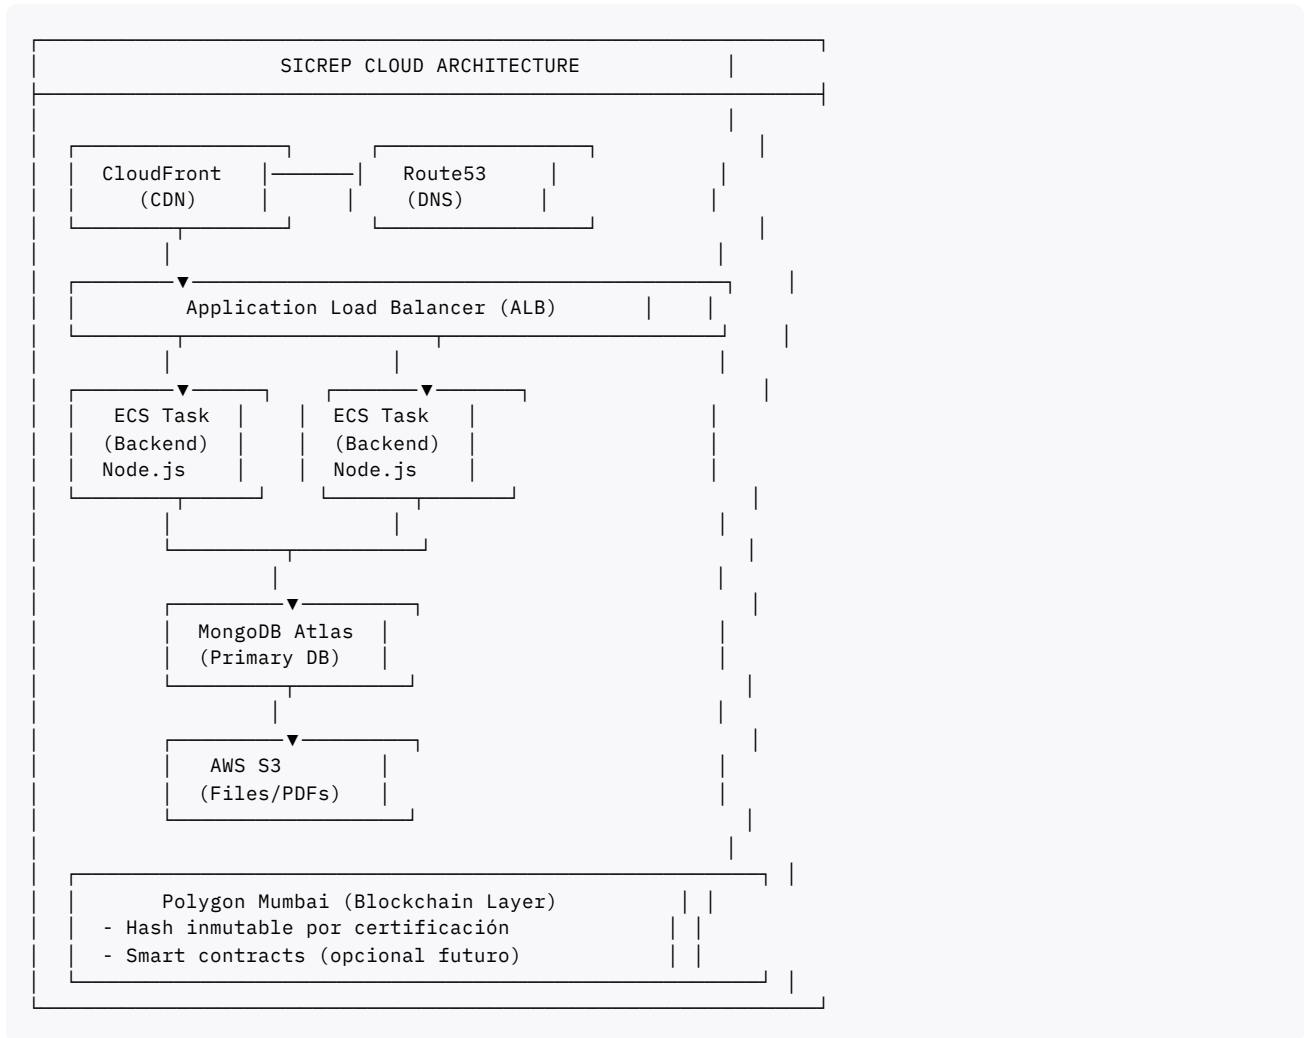 SICREP CLOUD ARCHITECTURE
CloudFront Route53
(CDN) (DNS)
Application Load Balancer (ALB)
ECS Task ECS Task
(Backend) (Backend)
Node.js Node.js
MongoDB Atlas
(Primary DB)
AWS S3
(Files/PDFs)
Polygon Mumbai (Blockchain Layer)
- Hash inmutable por certificación
- Smart contracts (opcional futuro)